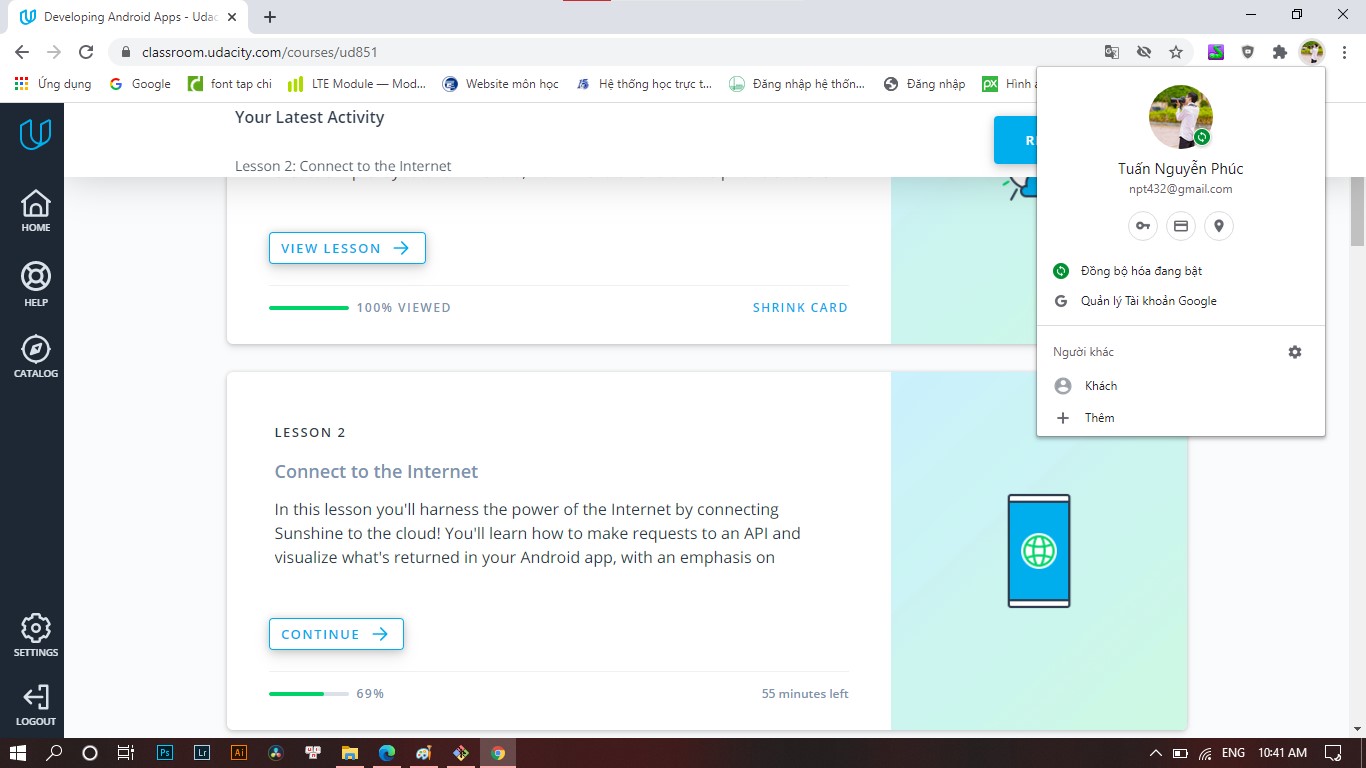 Developing Android Apps - Udac
classroom.udacity.com/courses/ud851
Ứng dụng
Google
font tap chi
LTE Module — Mod...
Website môn học
Hệ thống học trực t...
Đăng nhập hệ thốn...
Đăng nhập
Hình
HOME
HELP
CATALOG
SETTINGS
LOGOUT
Your Latest Activity
Lesson 2: Connect to the Internet
VIEW LESSON
100% VIEWED
SHRINK CARD
LESSON 2
Connect to the Internet
In this lesson you'll harness the power of the Internet by connecting
Sunshine to the cloud! You'll learn how to make requests to an API and
visualize what's returned in your Android app, with an emphasis on
CONTINUE
69%
55 minutes left
Tuấn Nguyễn Phúc
npt432@gmail.com
Đồng bộ hóa đang bật
Quản lý Tài khoản Google
Người khác
Khách
Thêm
Ps
Lr
Ai
ENG
10:41 AM